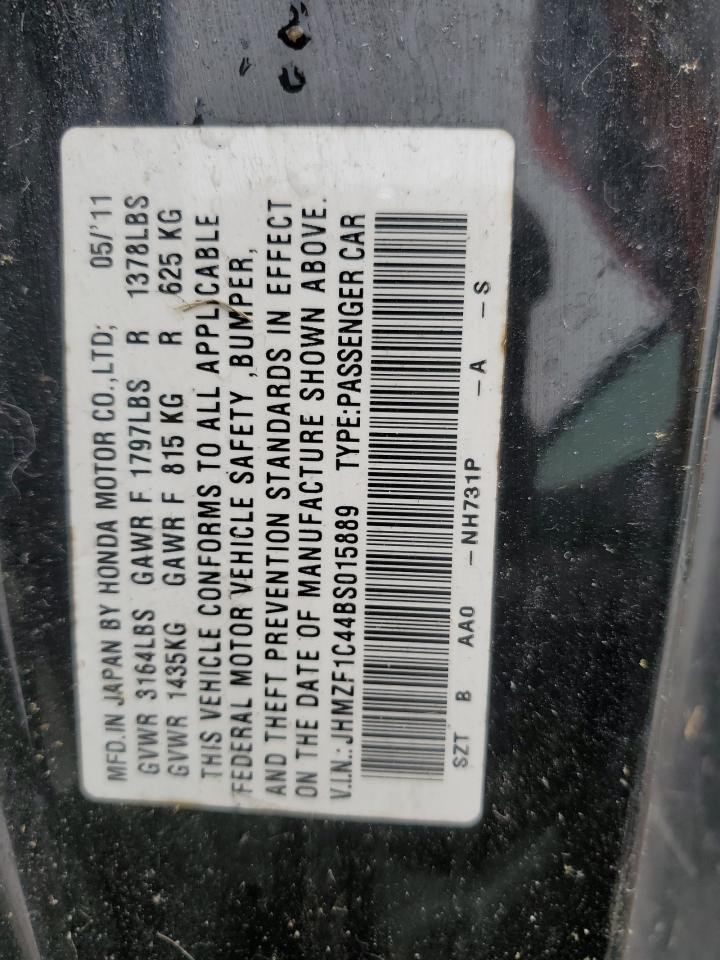 MFD.IN JAPAN BY HONDA MOTOR CO.,LTD; 05/'11
GVWR 3164LBS GAWR F 1797LBS R 1378LBS
GVWR 1435KG GAWR F 815 KG R 625 KG
THIS VEHICLE CONFORMS TO ALL APPLICABLE
FEDERAL MOTOR VEHICLE SAFETY ,BUMPER,
AND THEFT PREVENTION STANDARDS IN EFFECT
ON THE DATE OF MANUFACTURE SHOWN ABOVE.
V.I.N.: JHMZF1C44BS015889 TYPE:PASSENGER CAR
SZT B AA0 -NH731P -A -S